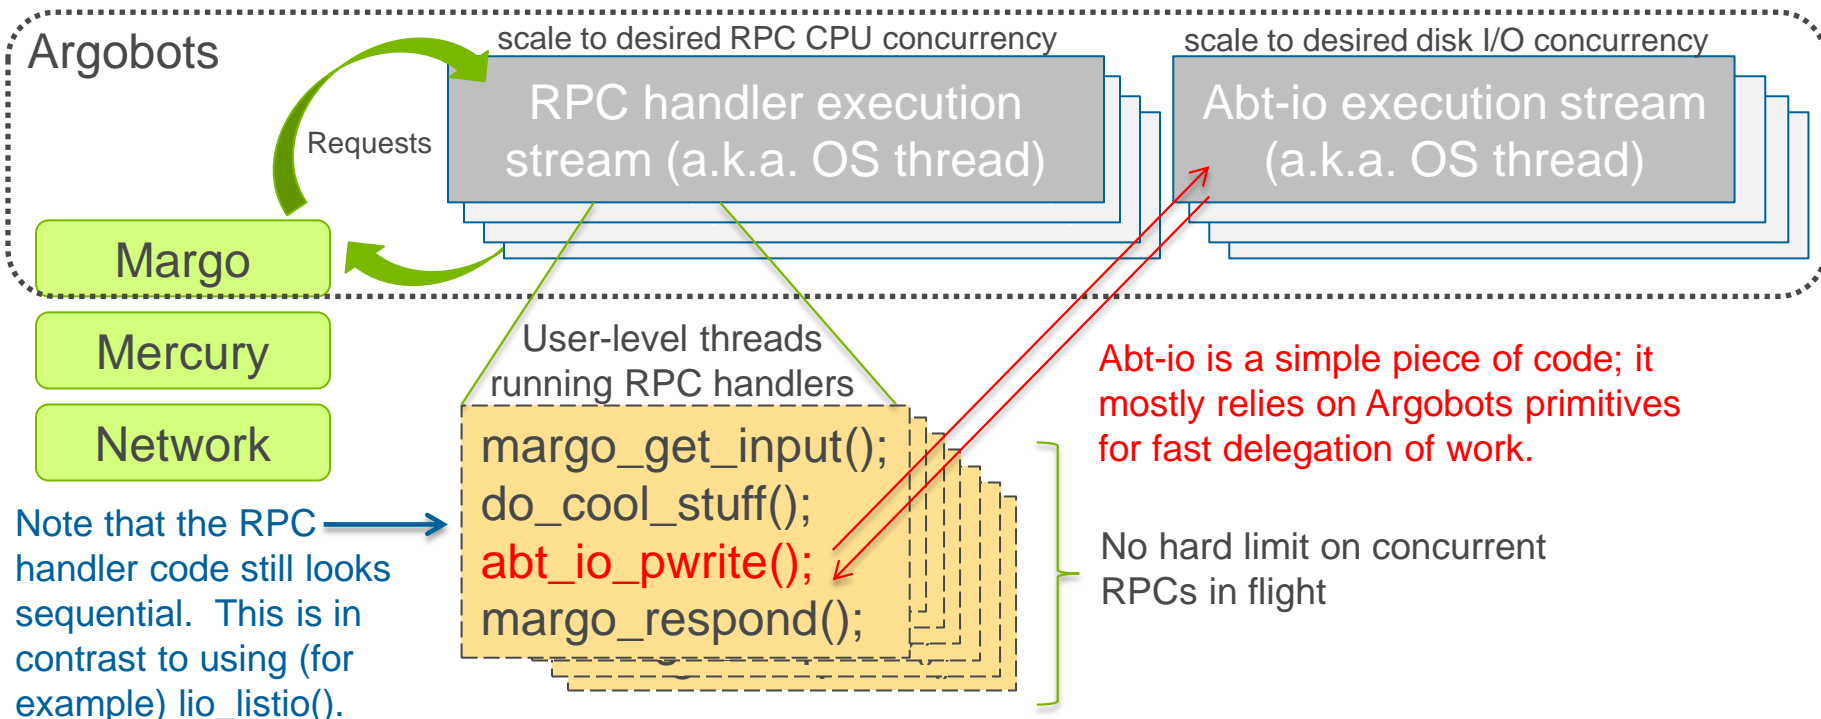 Argobots
scale to desired RPC CPU concurrency
scale to desired disk I/O concurrency
RPC handler execution
stream (a.k.a. OS thread)
Abt-io execution stream
(a.k.a. OS thread)
Requests
Margo
Mercury
Network
User-level threads
running RPC handlers
margo_get_input();
do_cool_stuff();
abt_io_pwrite();
margo_respond();
Abt-io is a simple piece of code; it
mostly relies on Argobots primitives
for fast delegation of work.
No hard limit on concurrent
RPCs in flight
Note that the RPC
handler code still looks
sequential.  This is in
contrast to using (for
example) lio_listio().